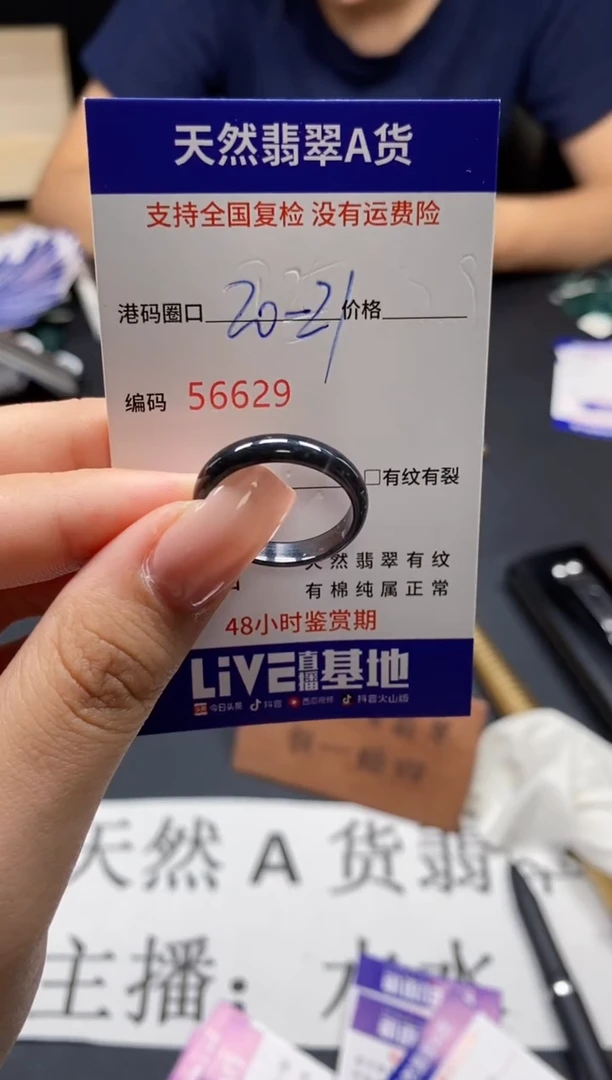 天然翡翠A货
支持全国复检 没有运费险
港码圈口 20-21 价格
编码 56629
□有纹有裂
天然翡翠有纹
有棉纯属正常
48小时鉴赏期
LiVE直播基地
今日头条 抖音 西瓜视频 抖音火山版
天然A货翡翠
主播：